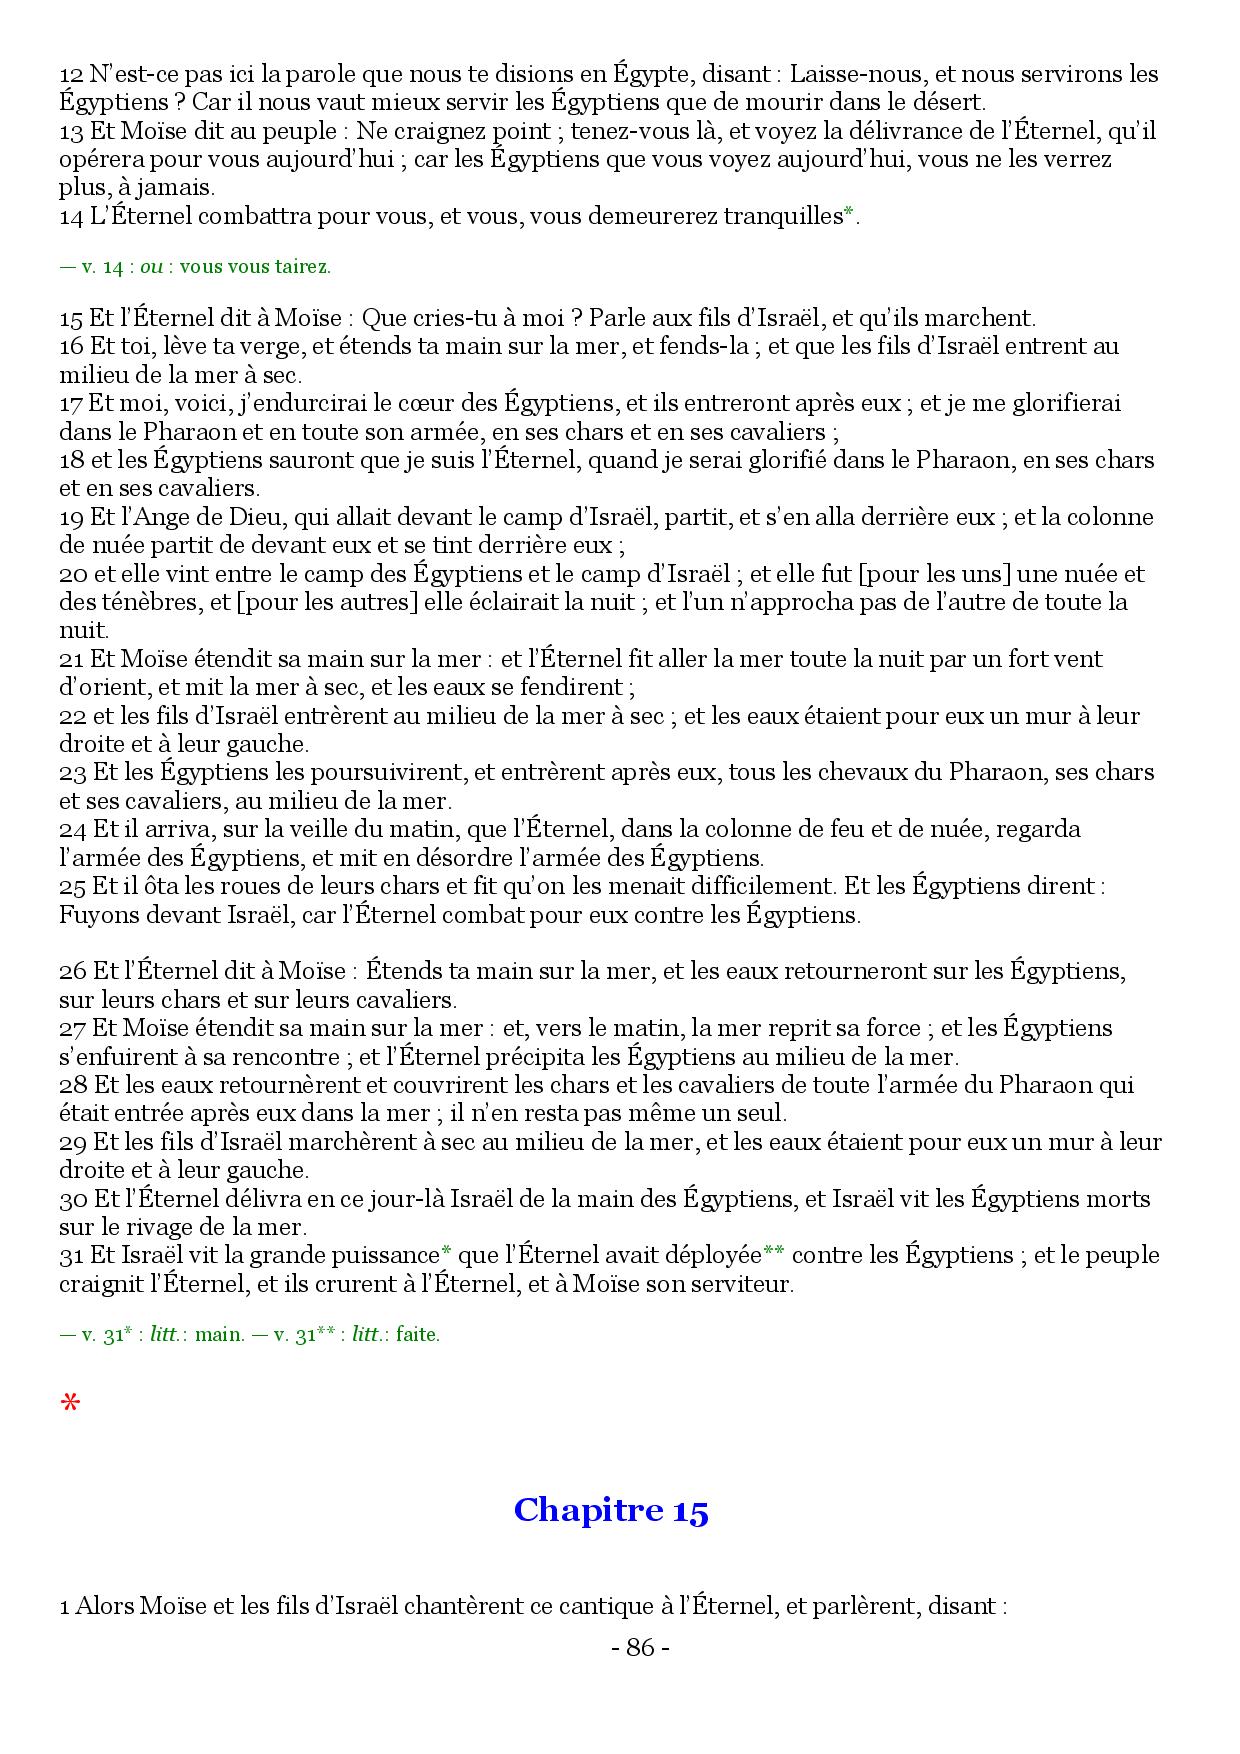 12 N’est-ce pas ici la parole que nous te disions en Égypte, disant : Laisse-nous, et nous servirons les
Égyptiens ? Car il nous vaut mieux servir les Égyptiens que de mourir dans le désert.
13 Et Moïse dit au peuple : Ne craignez point ; tenez-vous là, et voyez la délivrance de l’Éternel, qu’il
opérera pour vous aujourd’hui ; car les Égyptiens que vous voyez aujourd’hui, vous ne les verrez
plus, à jamais.
14 L’Éternel combattra pour vous, et vous, vous demeurerez tranquilles*.
— v. 14 : ou : vous vous tairez.
15 Et l’Éternel dit à Moïse : Que cries-tu à moi ? Parle aux fils d’Israël, et qu’ils marchent.
16 Et toi, lève ta verge, et étends ta main sur la mer, et fends-la ; et que les fils d’Israël entrent au
milieu de la mer à sec.
17 Et moi, voici, j’endurcirai le cœur des Égyptiens, et ils entreront après eux ; et je me glorifierai
dans le Pharaon et en toute son armée, en ses chars et en ses cavaliers ;
18 et les Égyptiens sauront que je suis l’Éternel, quand je serai glorifié dans le Pharaon, en ses chars
et en ses cavaliers.
19 Et l’Ange de Dieu, qui allait devant le camp d’Israël, partit, et s’en alla derrière eux ; et la colonne
de nuée partit de devant eux et se tint derrière eux ;
20 et elle vint entre le camp des Égyptiens et le camp d’Israël ; et elle fut [pour les uns] une nuée et
des ténèbres, et [pour les autres] elle éclairait la nuit ; et l’un n’approcha pas de l’autre de toute la
nuit.
21 Et Moïse étendit sa main sur la mer : et l’Éternel fit aller la mer toute la nuit par un fort vent
d’orient, et mit la mer à sec, et les eaux se fendirent ;
22 et les fils d’Israël entrèrent au milieu de la mer à sec ; et les eaux étaient pour eux un mur à leur
droite et à leur gauche.
23 Et les Égyptiens les poursuivirent, et entrèrent après eux, tous les chevaux du Pharaon, ses chars
et ses cavaliers, au milieu de la mer.
24 Et il arriva, sur la veille du matin, que l’Éternel, dans la colonne de feu et de nuée, regarda
l’armée des Égyptiens, et mit en désordre l’armée des Égyptiens.
25 Et il ôta les roues de leurs chars et fit qu’on les menait difficilement. Et les Égyptiens dirent :
Fuyons devant Israël, car l’Éternel combat pour eux contre les Égyptiens.
26 Et l’Éternel dit à Moïse : Étends ta main sur la mer, et les eaux retourneront sur les Égyptiens,
sur leurs chars et sur leurs cavaliers.
27 Et Moïse étendit sa main sur la mer : et, vers le matin, la mer reprit sa force ; et les Égyptiens
s’enfuirent à sa rencontre ; et l’Éternel précipita les Égyptiens au milieu de la mer.
28 Et les eaux retournèrent et couvrirent les chars et les cavaliers de toute l’armée du Pharaon qui
était entrée après eux dans la mer ; il n’en resta pas même un seul.
29 Et les fils d’Israël marchèrent à sec au milieu de la mer, et les eaux étaient pour eux un mur à leur
droite et à leur gauche.
30 Et l’Éternel délivra en ce jour-là Israël de la main des Égyptiens, et Israël vit les Égyptiens morts
sur le rivage de la mer.
31 Et Israël vit la grande puissance* que l’Éternel avait déployée** contre les Égyptiens ; et le peuple
craignit l’Éternel, et ils crurent à l’Éternel, et à Moïse son serviteur.
— v. 31* : litt.: main. — v. 31** : litt.: faite.
*
Chapitre 15
1 Alors Moïse et les fils d’Israël chantèrent ce cantique à l’Éternel, et parlèrent, disant :
- 86 -